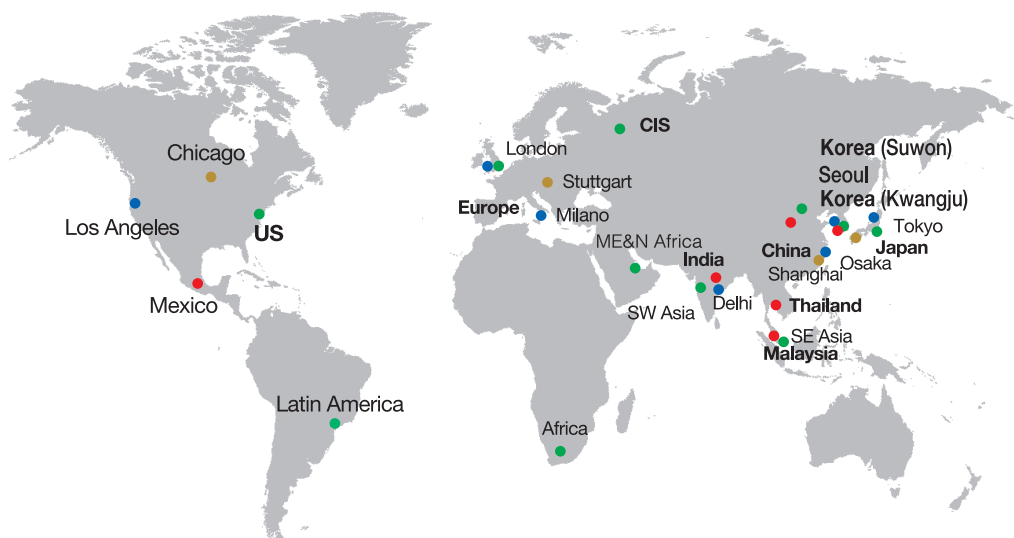 Chicago
Los Angeles
US
Mexico
Latin America
CIS
London
Stuttgart
Europe
Milano
ME&N Africa
India
SW Asia
Delhi
Africa
Korea (Suwon)
Seoul
Korea (Kwangju)
Tokyo
Japan
China
Osaka
Shanghai
Thailand
SE Asia
Malaysia